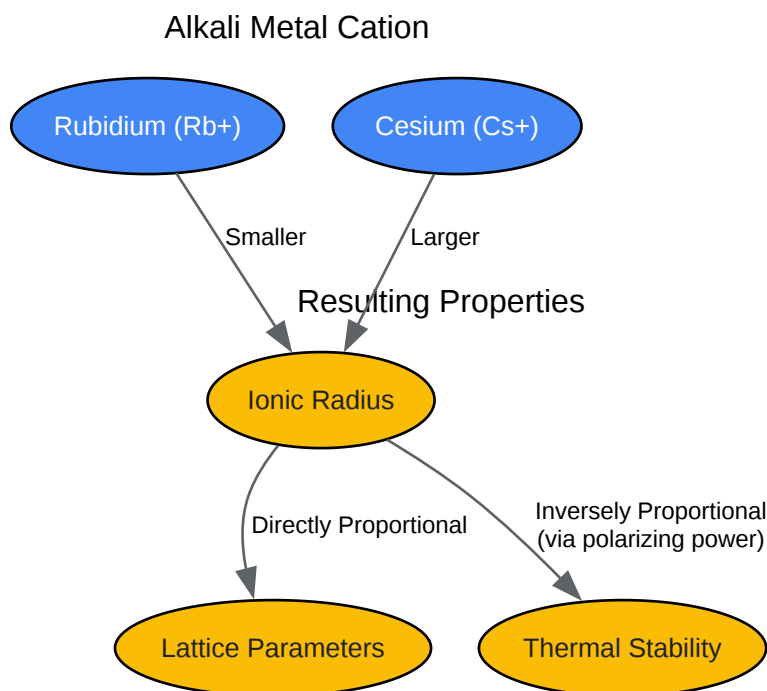 Alkali Metal Cation
Rubidium (Rb+)
Cesium (Cs+)
Smaller
Larger
Resulting Properties
Ionic Radius
Directly Proportional
Inversely Proportional
(via polarizing power)
Lattice Parameters
Thermal Stability